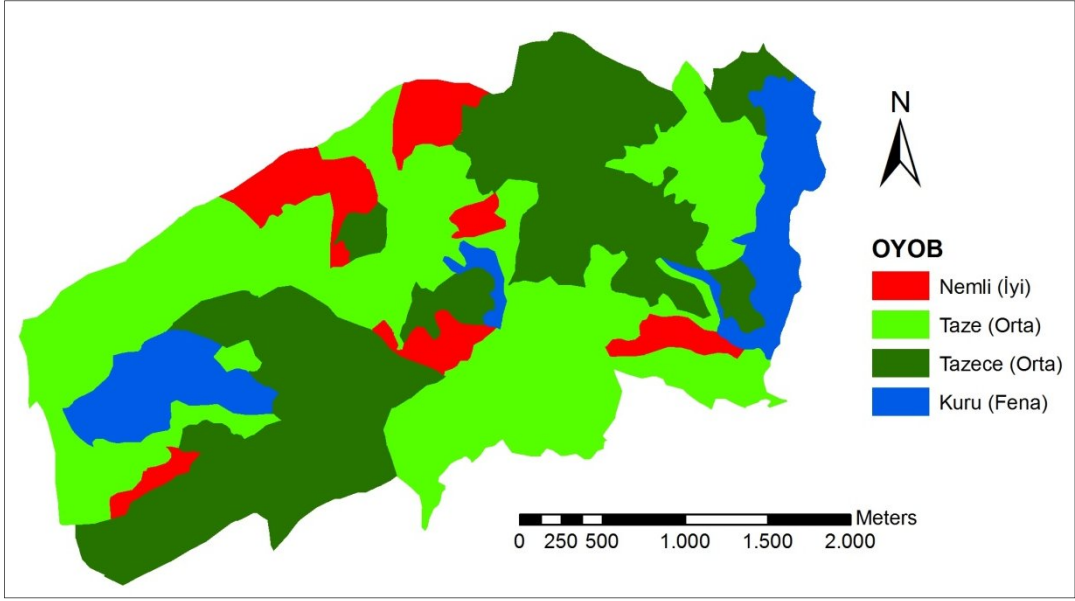 N
OYOB
Nemli (İyi)
Taze (Orta)
Tazece (Orta)
Kuru (Fena)
Meters
0 250 500 1.000 1.500 2.000